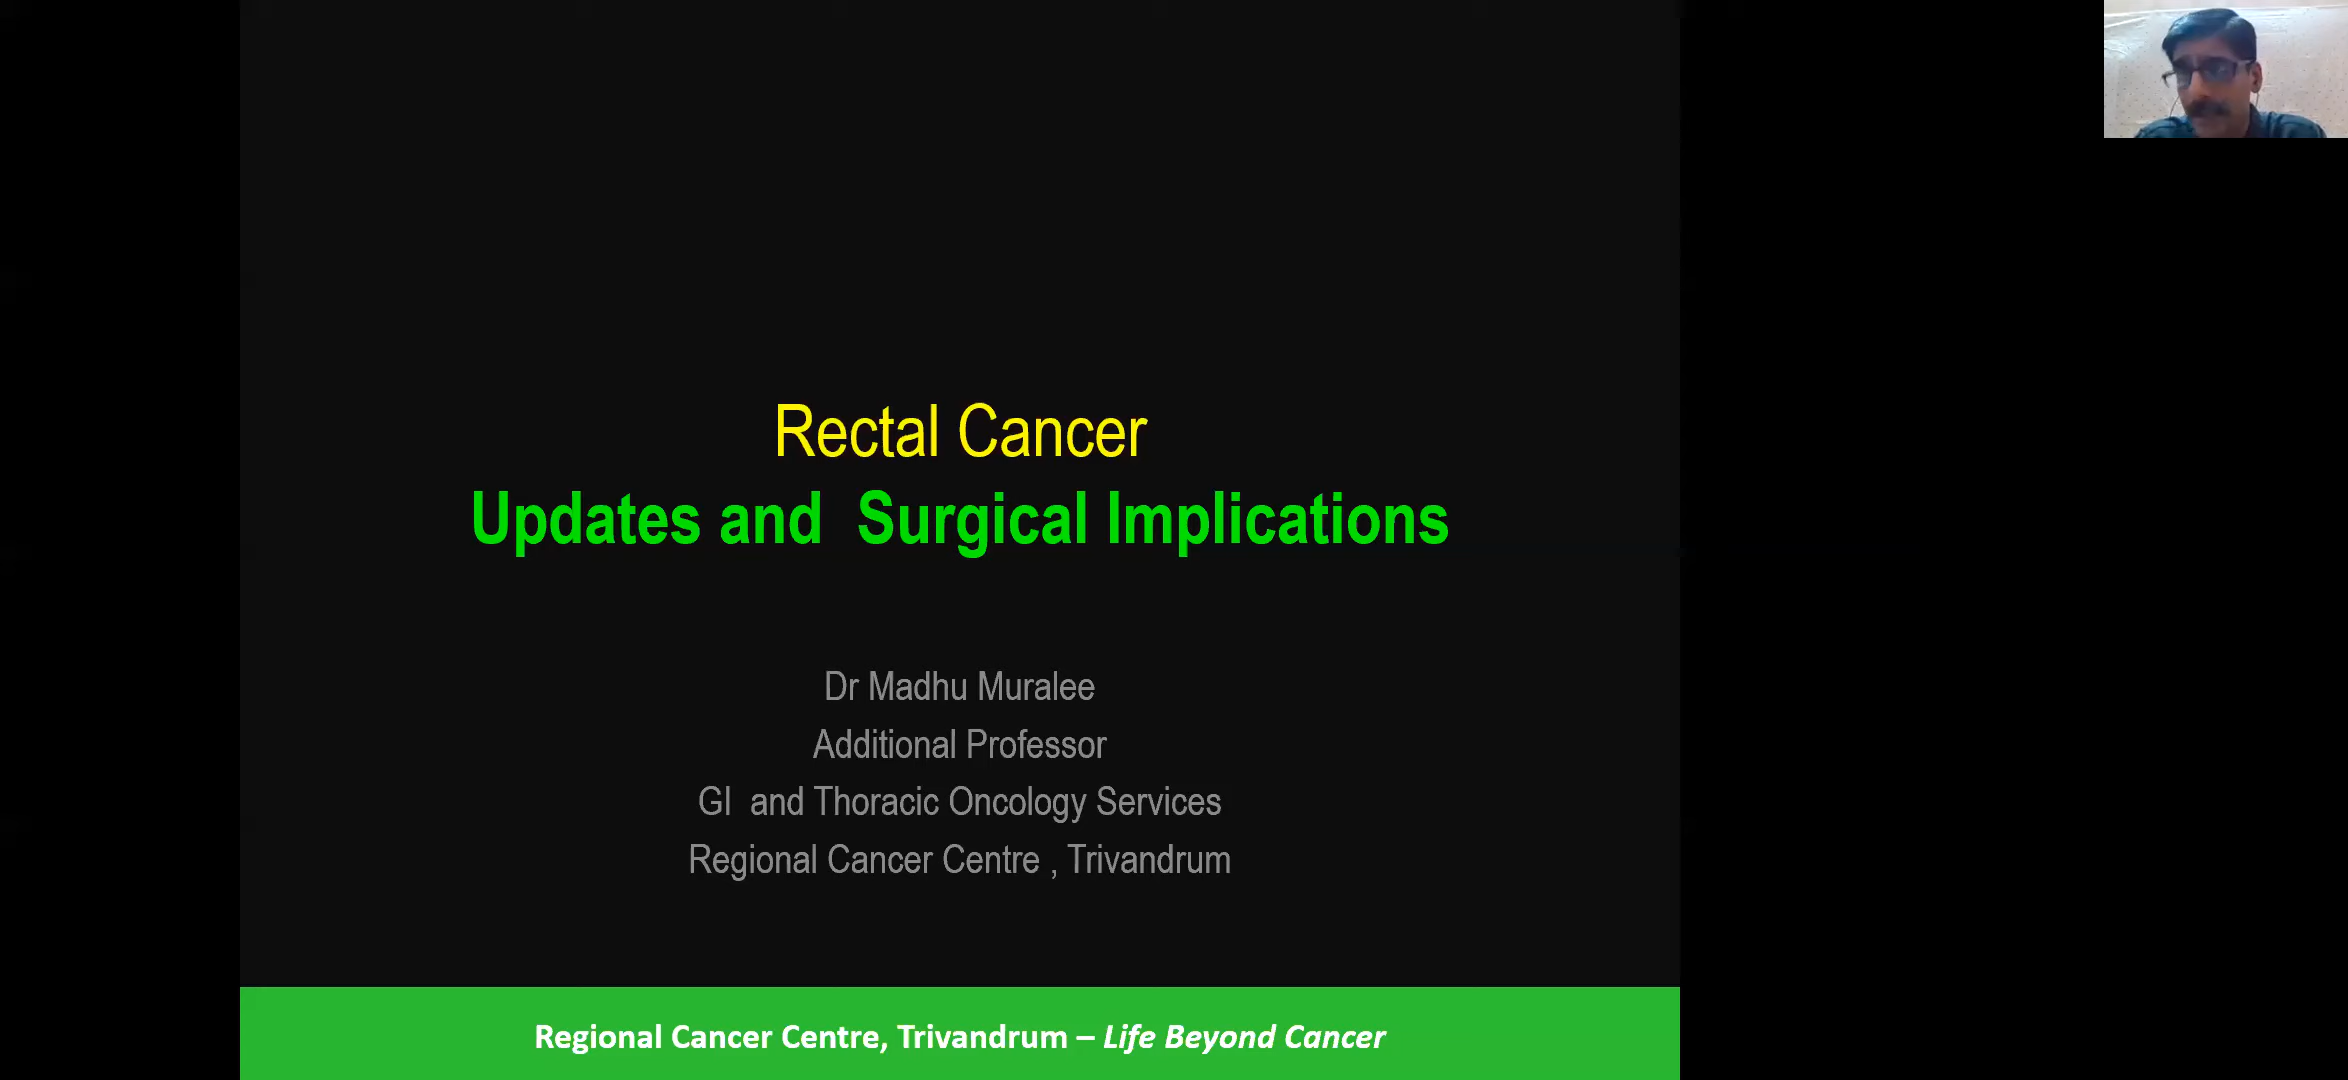 Rectal Cancer
Updates and Surgical Implications
Dr Madhu Muralee
Additional Professor
GI and Thoracic Oncology Services
Regional Cancer Centre , Trivandrum
Regional Cancer Centre, Trivandrum – Life Beyond Cancer